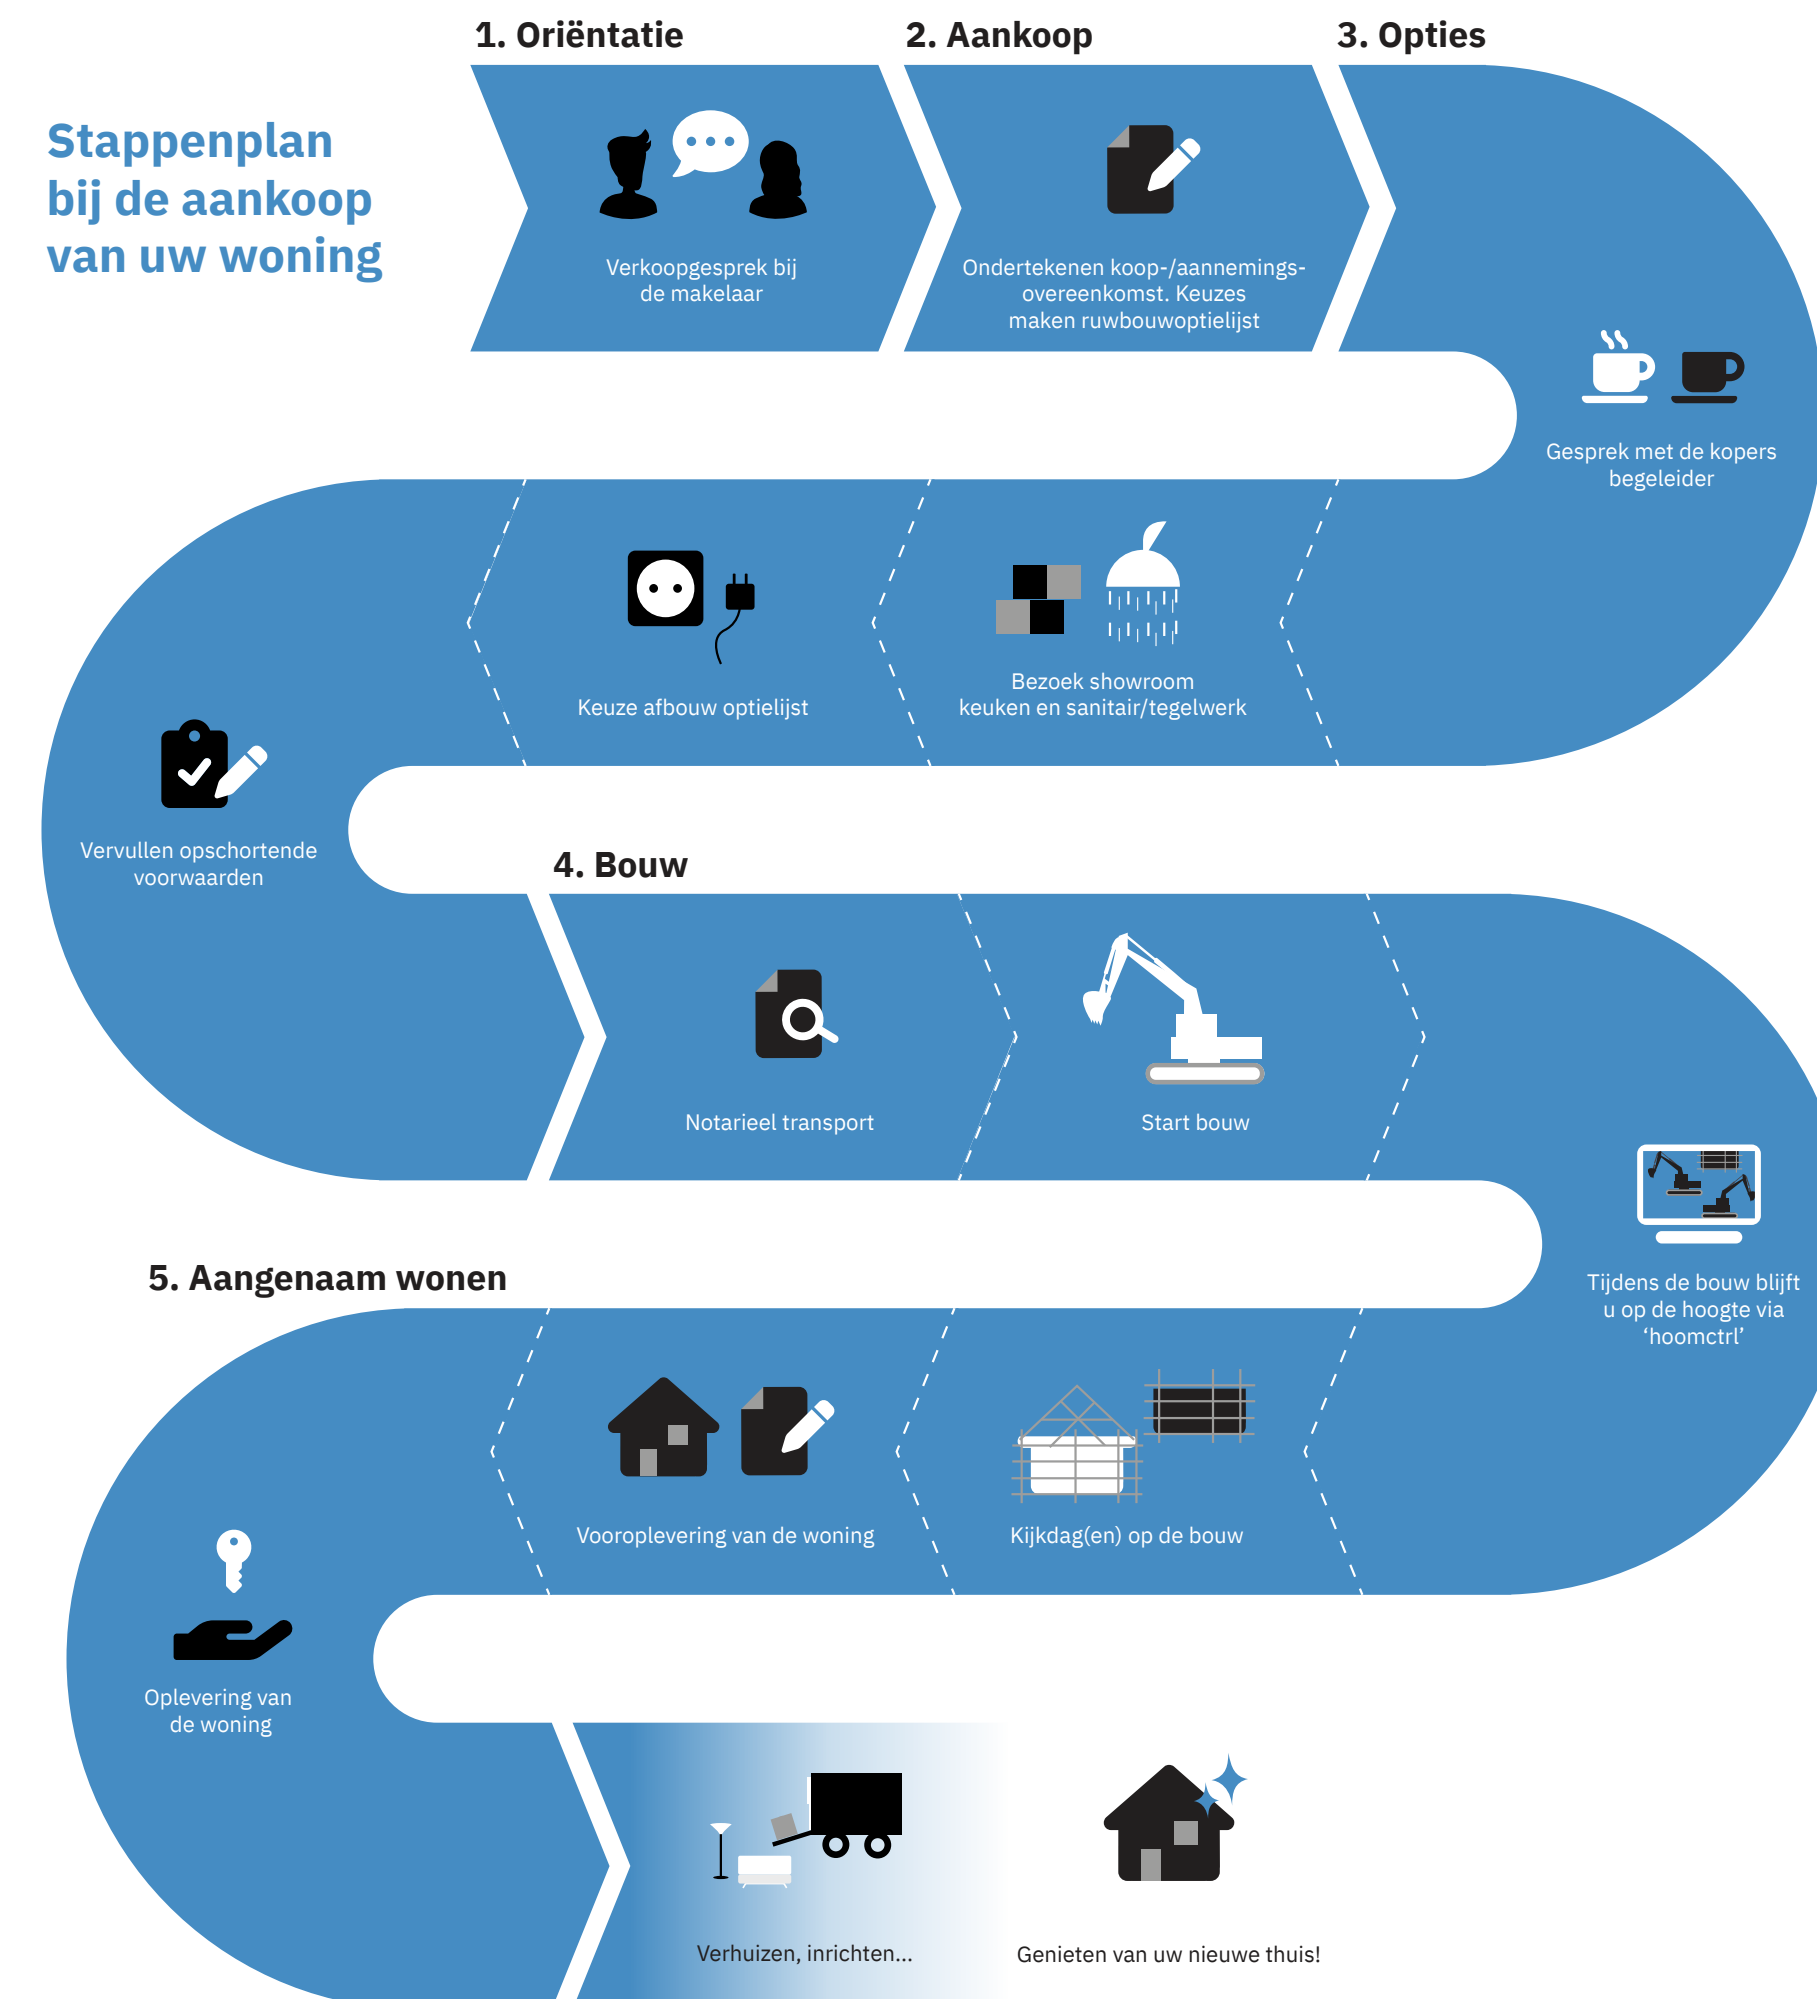 Stappenplan
bij de aankoop
van uw woning
1. Oriëntatie
Verkoopgesprek bij
de makelaar
2. Aankoop
Ondertekenen koop-/aannemings-
overeenkomst. Keuzes
maken ruwbouwoptielijst
3. Opties
Gesprek met de kopers
begeleider
Bezoek showroom
keuken en sanitair/tegelwerk
Keuze afbouw optielijst
Vervullen opschortende
voorwaarden
4. Bouw
Notarieel transport
Start bouw
Tijdens de bouw blijft
u op de hoogte via
‘hoomctrl’
Kijkdag(en) op de bouw
Vooroplevering van de woning
5. Aangenaam wonen
Oplevering van
de woning
Verhuizen, inrichten...
Genieten van uw nieuwe thuis!